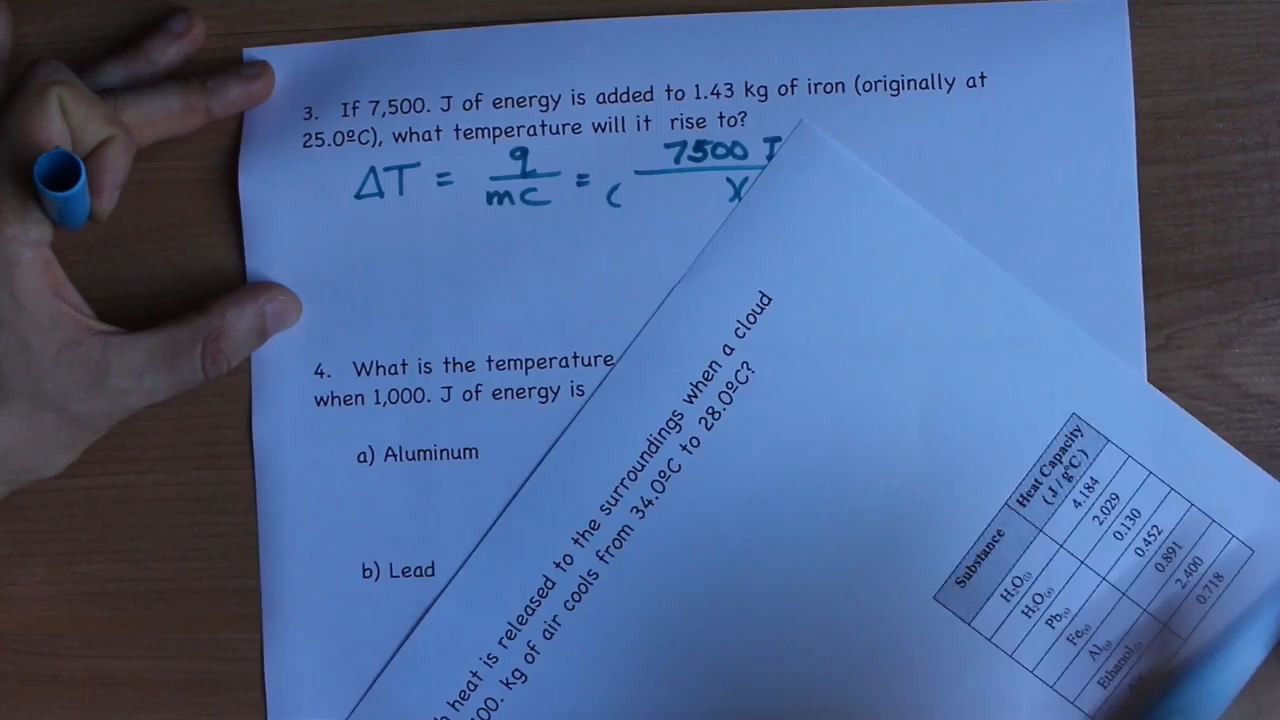 3. If 7,500. J of energy is added to 1.43 kg of iron (originally at
25.0ºC), what temperature will it rise to?
ΔT = q/mc = 7500 J/( )(
4. What is the temperature
when 1,000. J of energy is
a) Aluminum
b) Lead
heat is released to the surroundings when a cloud
00. kg of air cools from 34.0ºC to 28.0ºC?
Substance Heat Capacity (J / gºC)
H₂O(l) 4.184
H₂O(s) 2.029
Pb(s) 0.130
Fe(s) 0.452
Al(s) 0.891
Ethanol(l) 2.400
Air 0.718